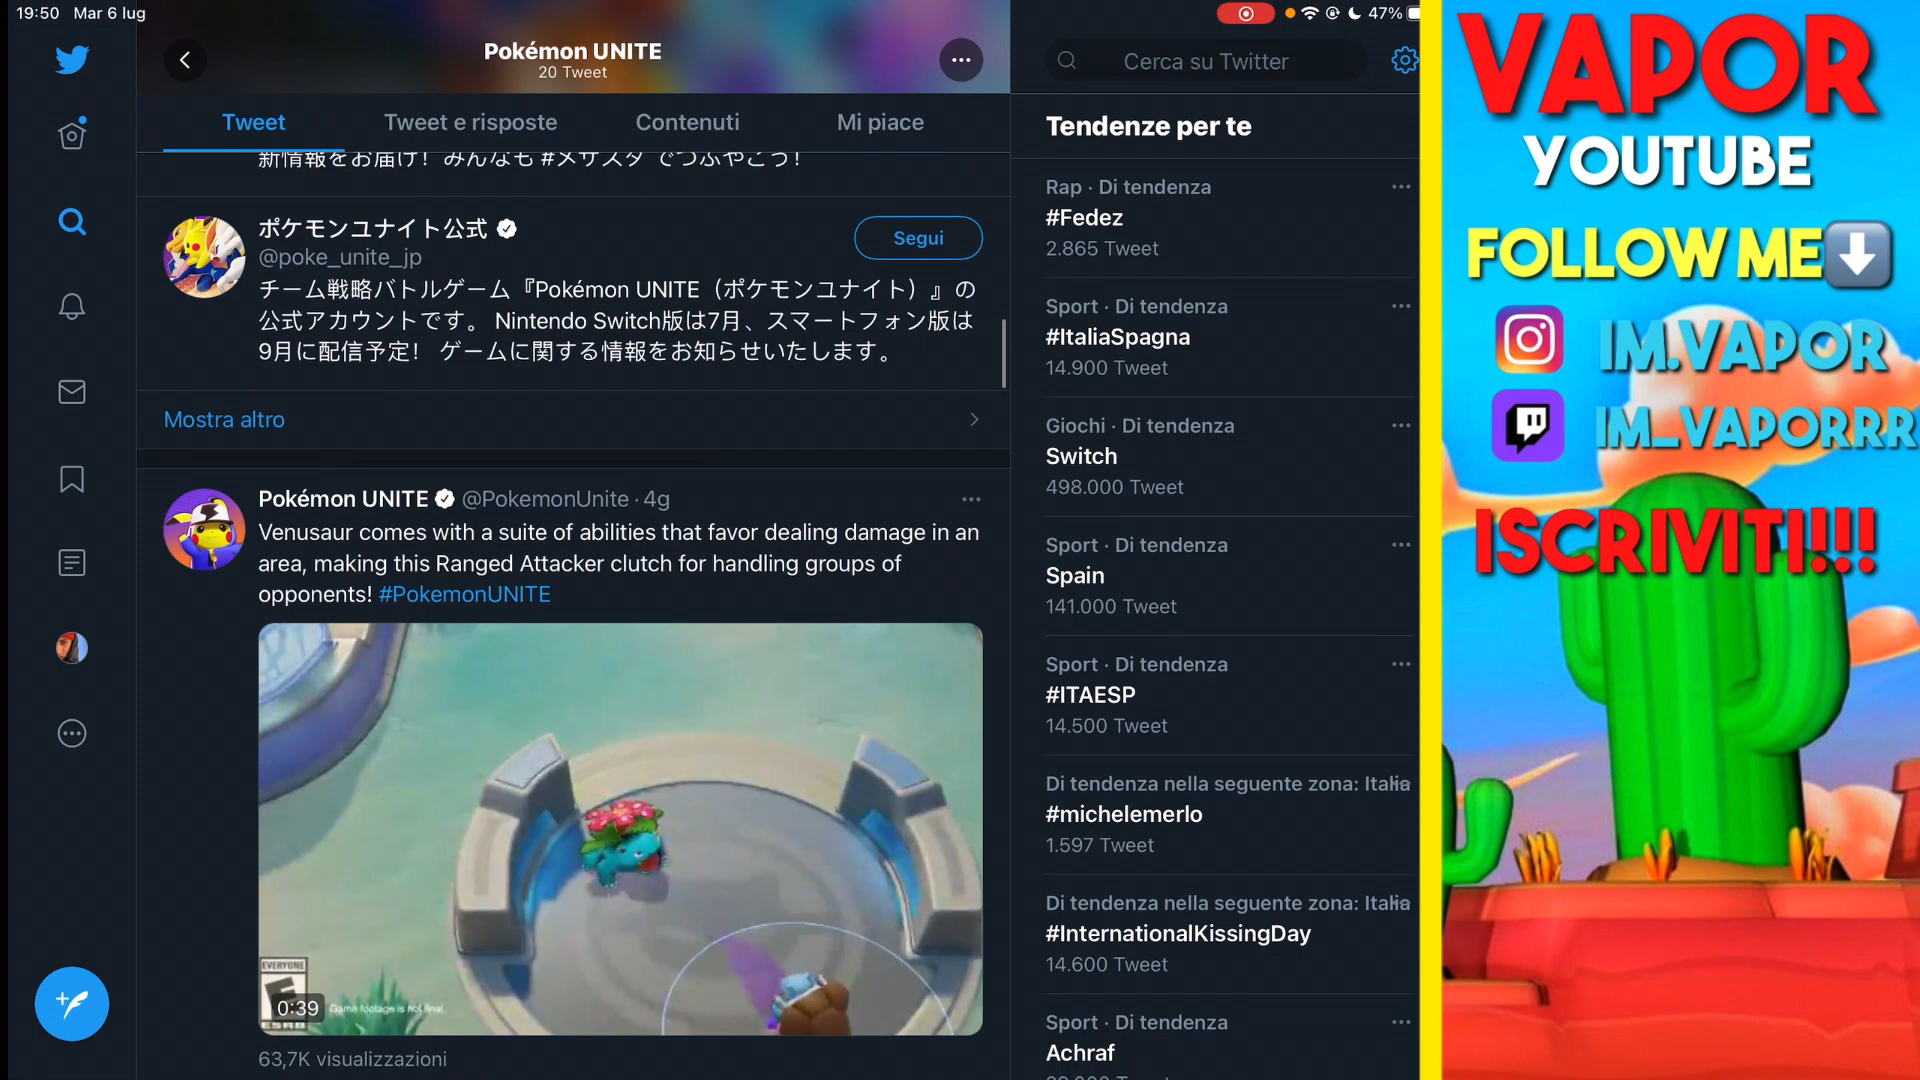 19:50 Mar 6 lug
47%
Pokémon UNITE
20 Tweet
Cerca su Twitter
Tweet
Tweet e risposte
Contenuti
Mi piace
新情報をお届け！みんなも #メザスタ でつぶやこう！
ポケモンユナイト公式
@poke_unite_jp
Segui
チーム戦略バトルゲーム『Pokémon UNITE（ポケモンユナイト）』の
公式アカウントです。 Nintendo Switch版は7月、スマートフォン版は
9月に配信予定！ ゲームに関する情報をお知らせいたします。
Mostra altro
Pokémon UNITE @PokemonUnite · 4g
Venusaur comes with a suite of abilities that favor dealing damage in an
area, making this Ranged Attacker clutch for handling groups of
opponents! #PokemonUNITE
EVERYONE
E
ESRB
0:39
Game footage is not final.
63,7K visualizzazioni
Tendenze per te
Rap · Di tendenza
#Fedez
2.865 Tweet
Sport · Di tendenza
#ItaliaSpagna
14.900 Tweet
Giochi · Di tendenza
Switch
498.000 Tweet
Sport · Di tendenza
Spain
141.000 Tweet
Sport · Di tendenza
#ITAESP
14.500 Tweet
Di tendenza nella seguente zona: Italia
#michelemerlo
1.597 Tweet
Di tendenza nella seguente zona: Italia
#InternationalKissingDay
14.600 Tweet
Sport · Di tendenza
Achraf
VAPOR
YOUTUBE
FOLLOW ME
IM.VAPOR
IM_VAPORRR
ISCRIVITI!!!